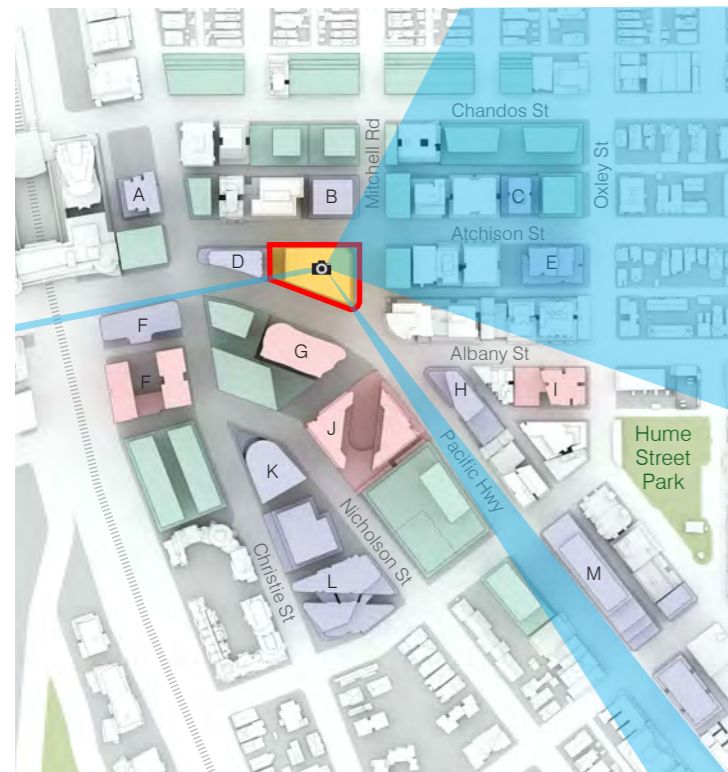 Chandos St
Mitchell Rd
Oxley St
A
B
C
Atchison St
D
E
F
G
Albany St
F
H
I
J
Pacific Hwy
Hume
Street
Park
K
Nicholson St
Christie St
L
M